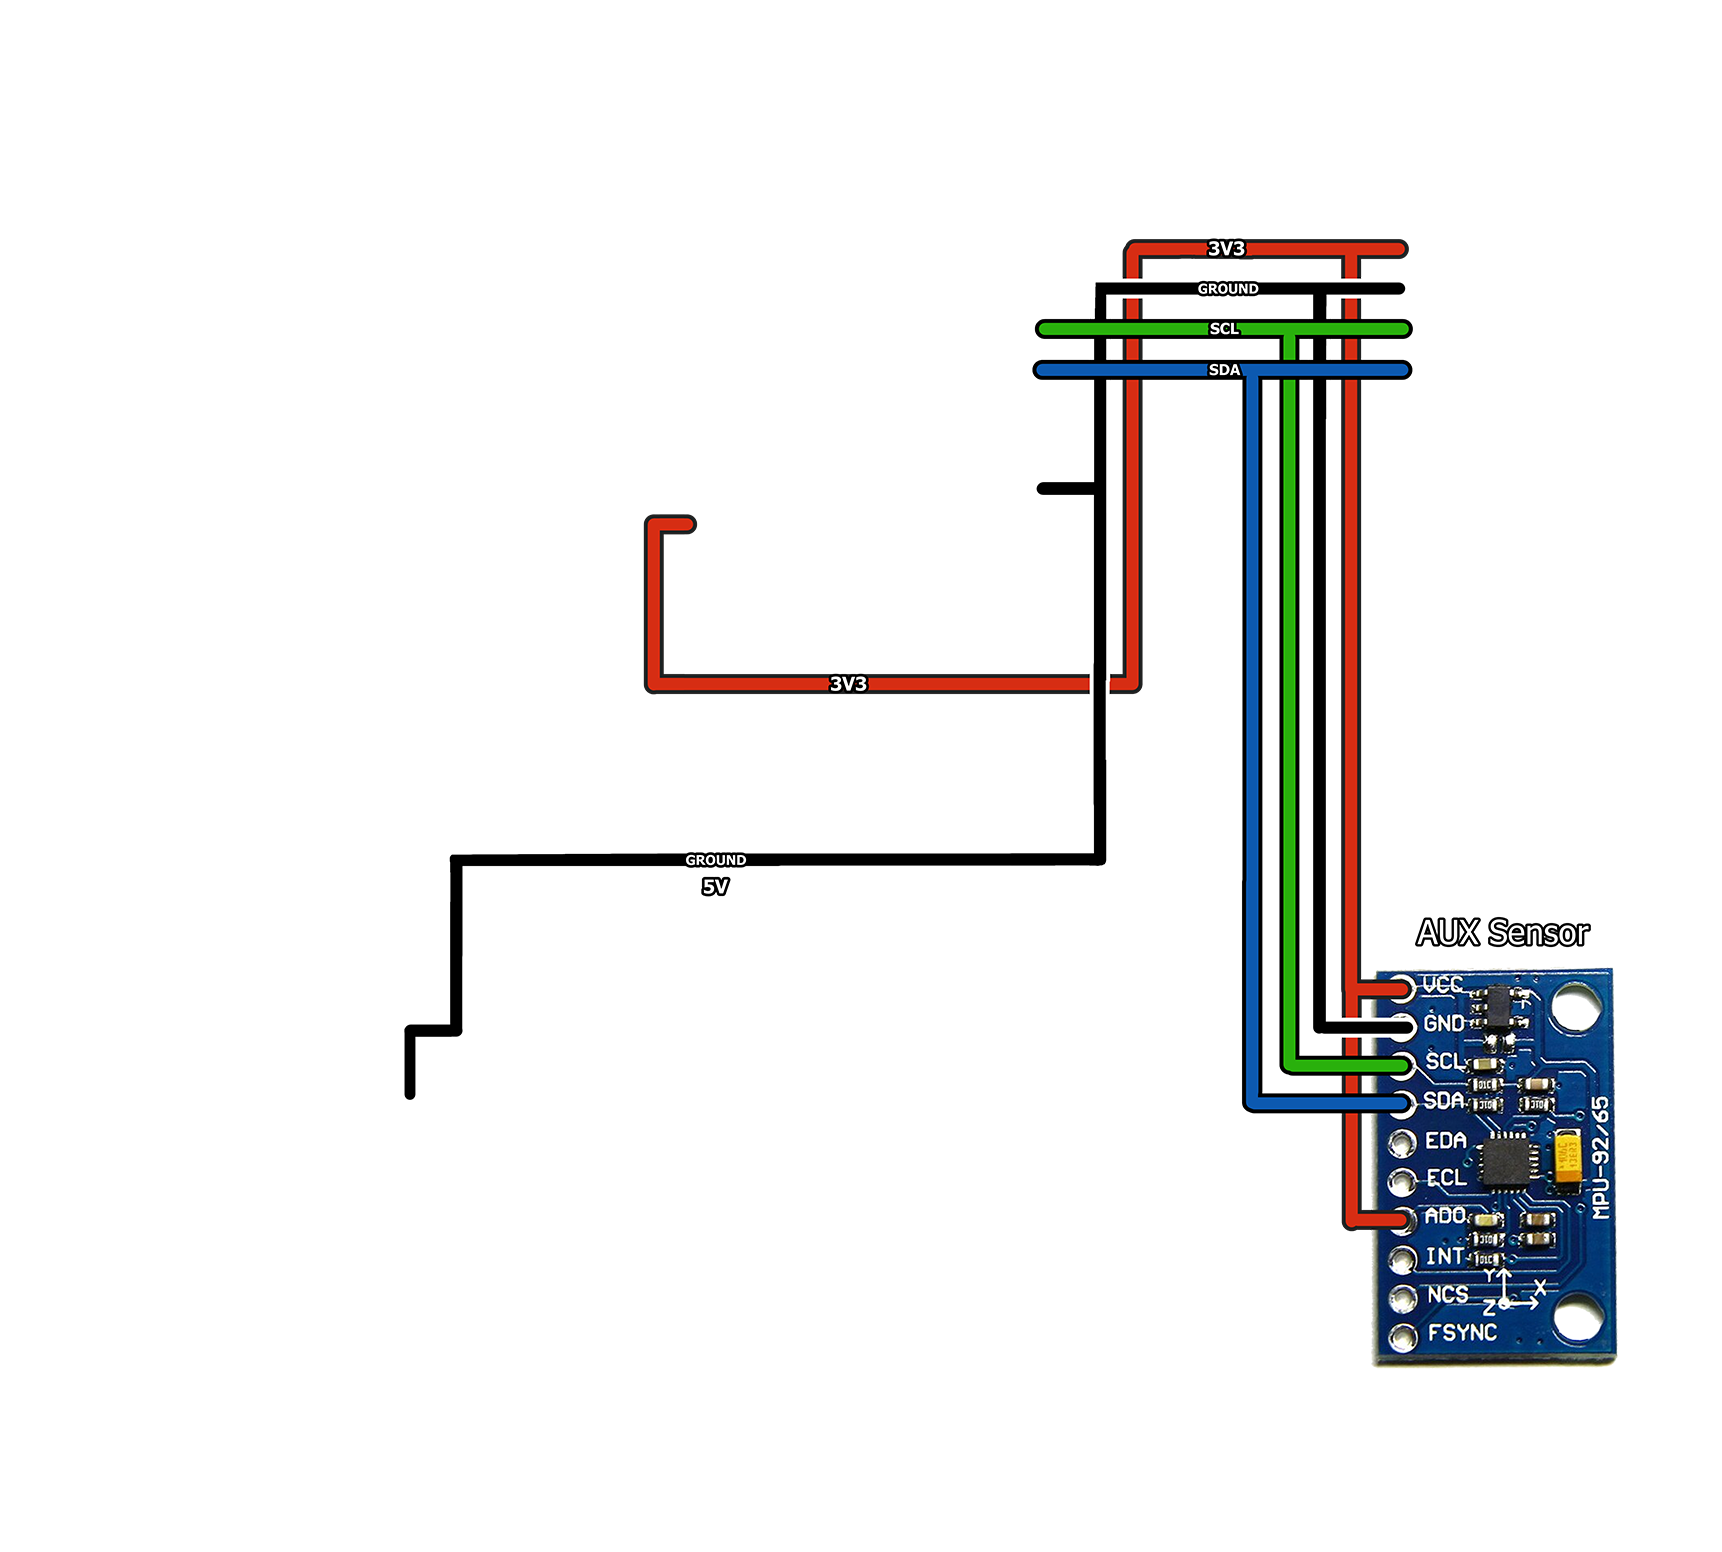 3V3
GROUND
SCL
SDA
3V3
GROUND
5V
AUX Sensor
VCC
GND
SCL
SDA
EDA
ECL
ADO
INT
NCS
FSYNC
MPU-92/65
Y
X
Z